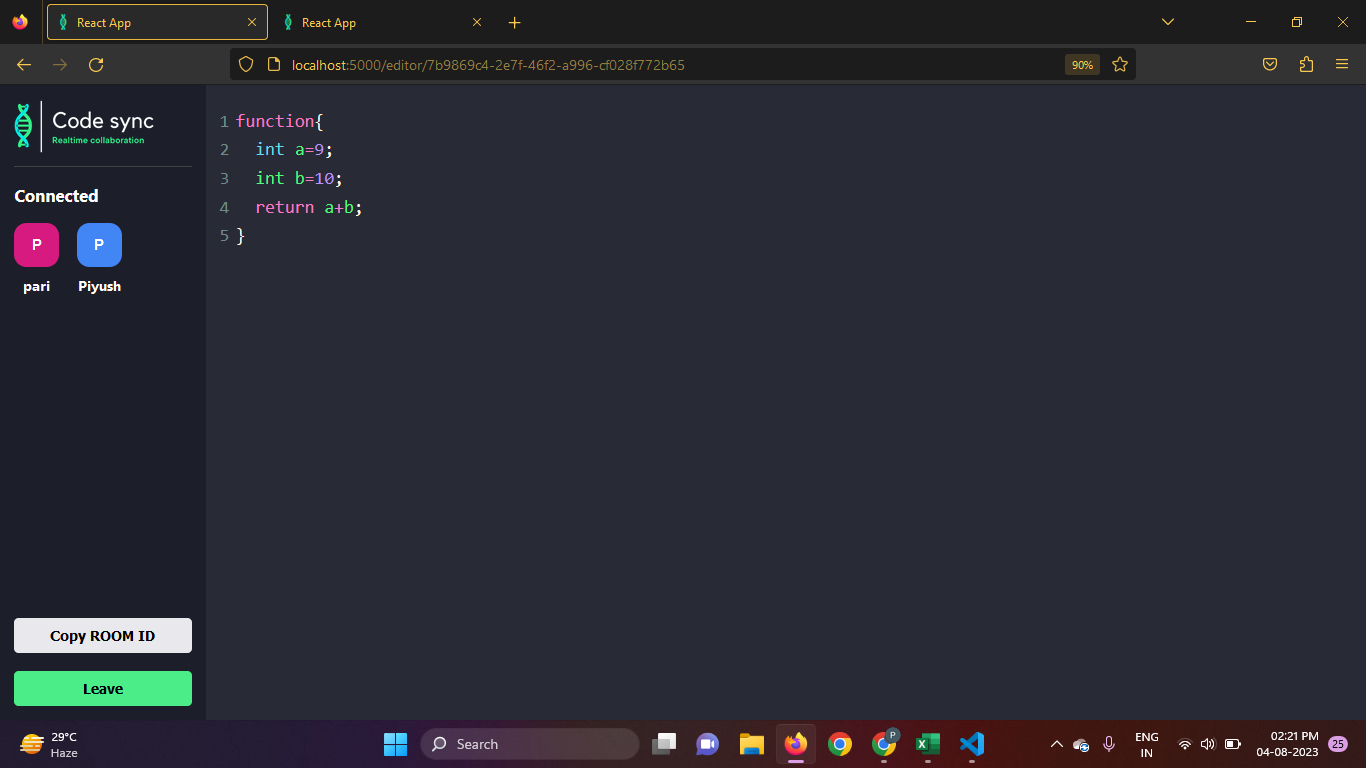 React App
React App
localhost:5000/editor/7b9869c4-2e7f-46f2-a996-cf028f772b65
90%
Code sync
Realtime collaboration
Connected
P
P
pari
Piyush
1 function{
2   int a=9;
3   int b=10;
4   return a+b;
5 }
Copy ROOM ID
Leave
29°C
Haze
Search
P
ENG
IN
02:21 PM
04-08-2023
25